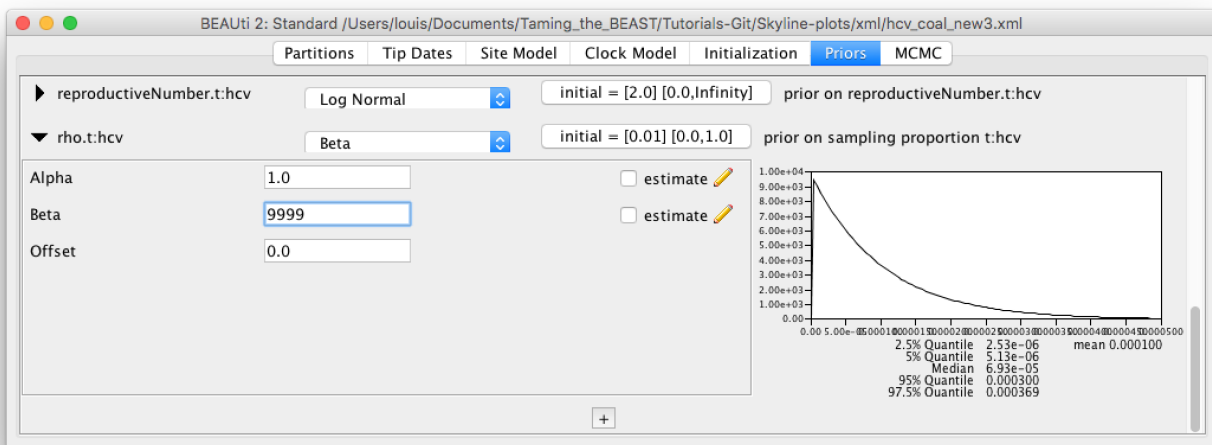 BEAUti 2: Standard /Users/louis/Documents/Taming_the_BEAST/Tutorials-Git/Skyline-plots/xml/hcv_coal_new3.xml
Partitions Tip Dates Site Model Clock Model Initialization Priors MCMC
reproductiveNumber.t:hcv Log Normal initial = [2.0] [0.0,Infinity] prior on reproductiveNumber.t:hcv
rho.t:hcv Beta initial = [0.01] [0.0,1.0] prior on sampling proportion t:hcv
Alpha 1.0 estimate
Beta 9999 estimate
Offset 0.0
1.00e+04
9.00e+03
8.00e+03
7.00e+03
6.00e+03
5.00e+03
4.00e+03
3.00e+03
2.00e+03
1.00e+03
0.00
0.00 5.00e-
2.5% Quantile 2.53e-06 mean 0.000100
5% Quantile 5.13e-06
Median 6.93e-05
95% Quantile 0.000300
97.5% Quantile 0.000369
+